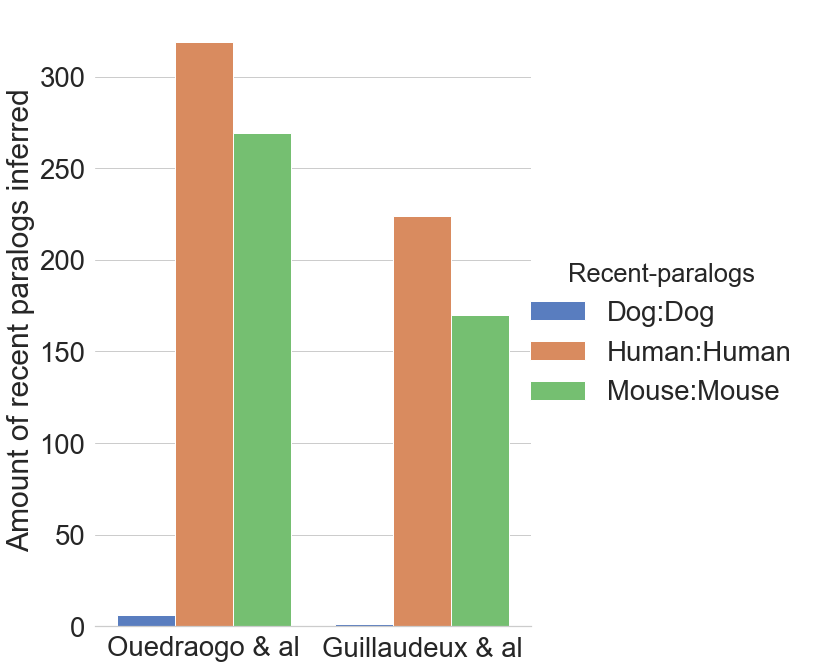 Amount of recent paralogs inferred
300
250
200
150
100
50
0
Ouedraogo & al
Guillaudeux & al
Recent-paralogs
Dog:Dog
Human:Human
Mouse:Mouse